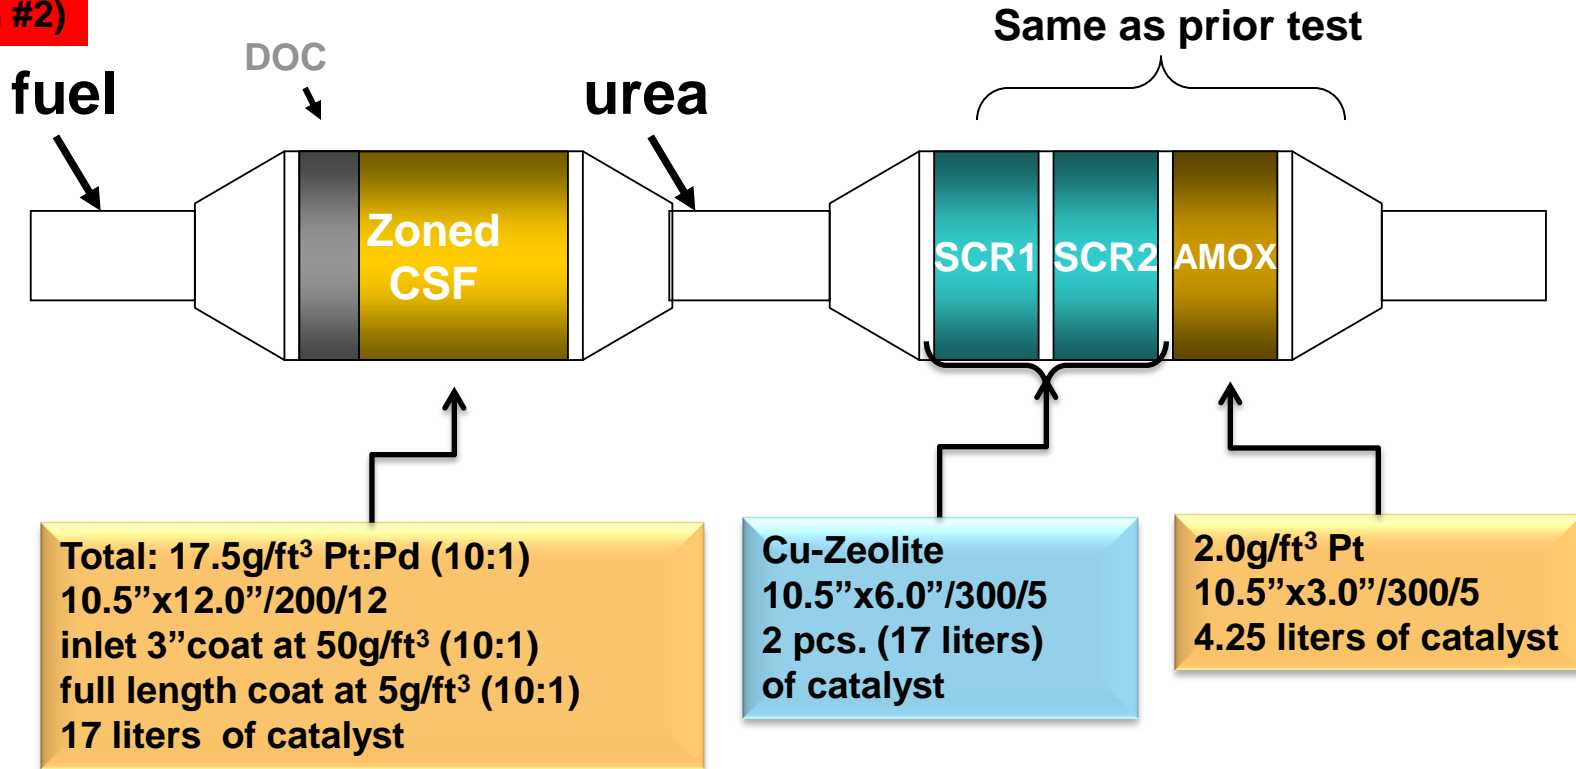 #2)
Same as prior test
DOC
fuel
urea
Zoned
CSF
SCR1
SCR2
AMOX
Total: 17.5g/ft³ Pt:Pd (10:1)
10.5”x12.0”/200/12
inlet 3”coat at 50g/ft³ (10:1)
full length coat at 5g/ft³ (10:1)
17 liters of catalyst
Cu-Zeolite
10.5”x6.0”/300/5
2 pcs. (17 liters)
of catalyst
2.0g/ft³ Pt
10.5”x3.0”/300/5
4.25 liters of catalyst